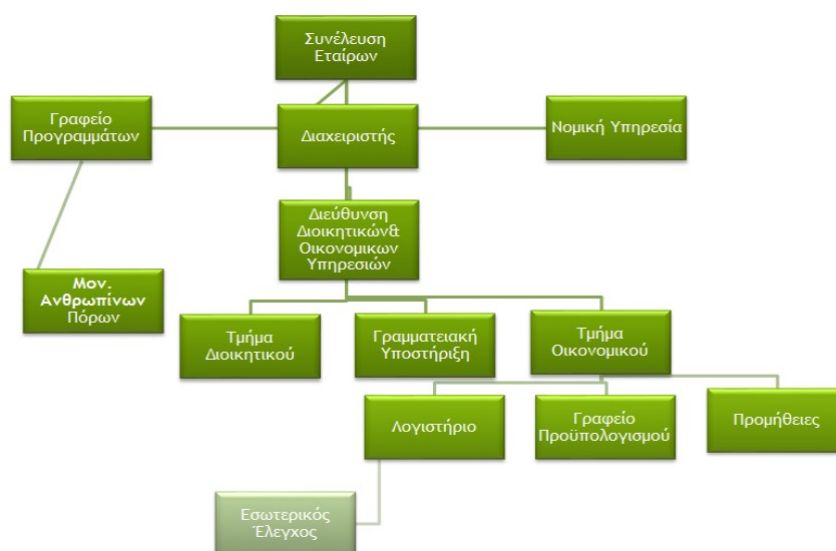 Συνέλευση
Εταίρων
Γραφείο
Προγραμμάτων
Διαχειριστής
Νομική Υπηρεσία
Διεύθυνση
Διοικητικών&
Οικονομικων
Υπηρεσιών
Μον.
Ανθρωπίνων
Πόρων
Τμήμα
Διοικητικού
Γραμματειακή
Υποστήριξη
Τμήμα
Οικονομικού
Λογιστήριο
Γραφείο
Προϋπολογισμού
Προμήθειες
Εσωτερικός
Έλεγχος